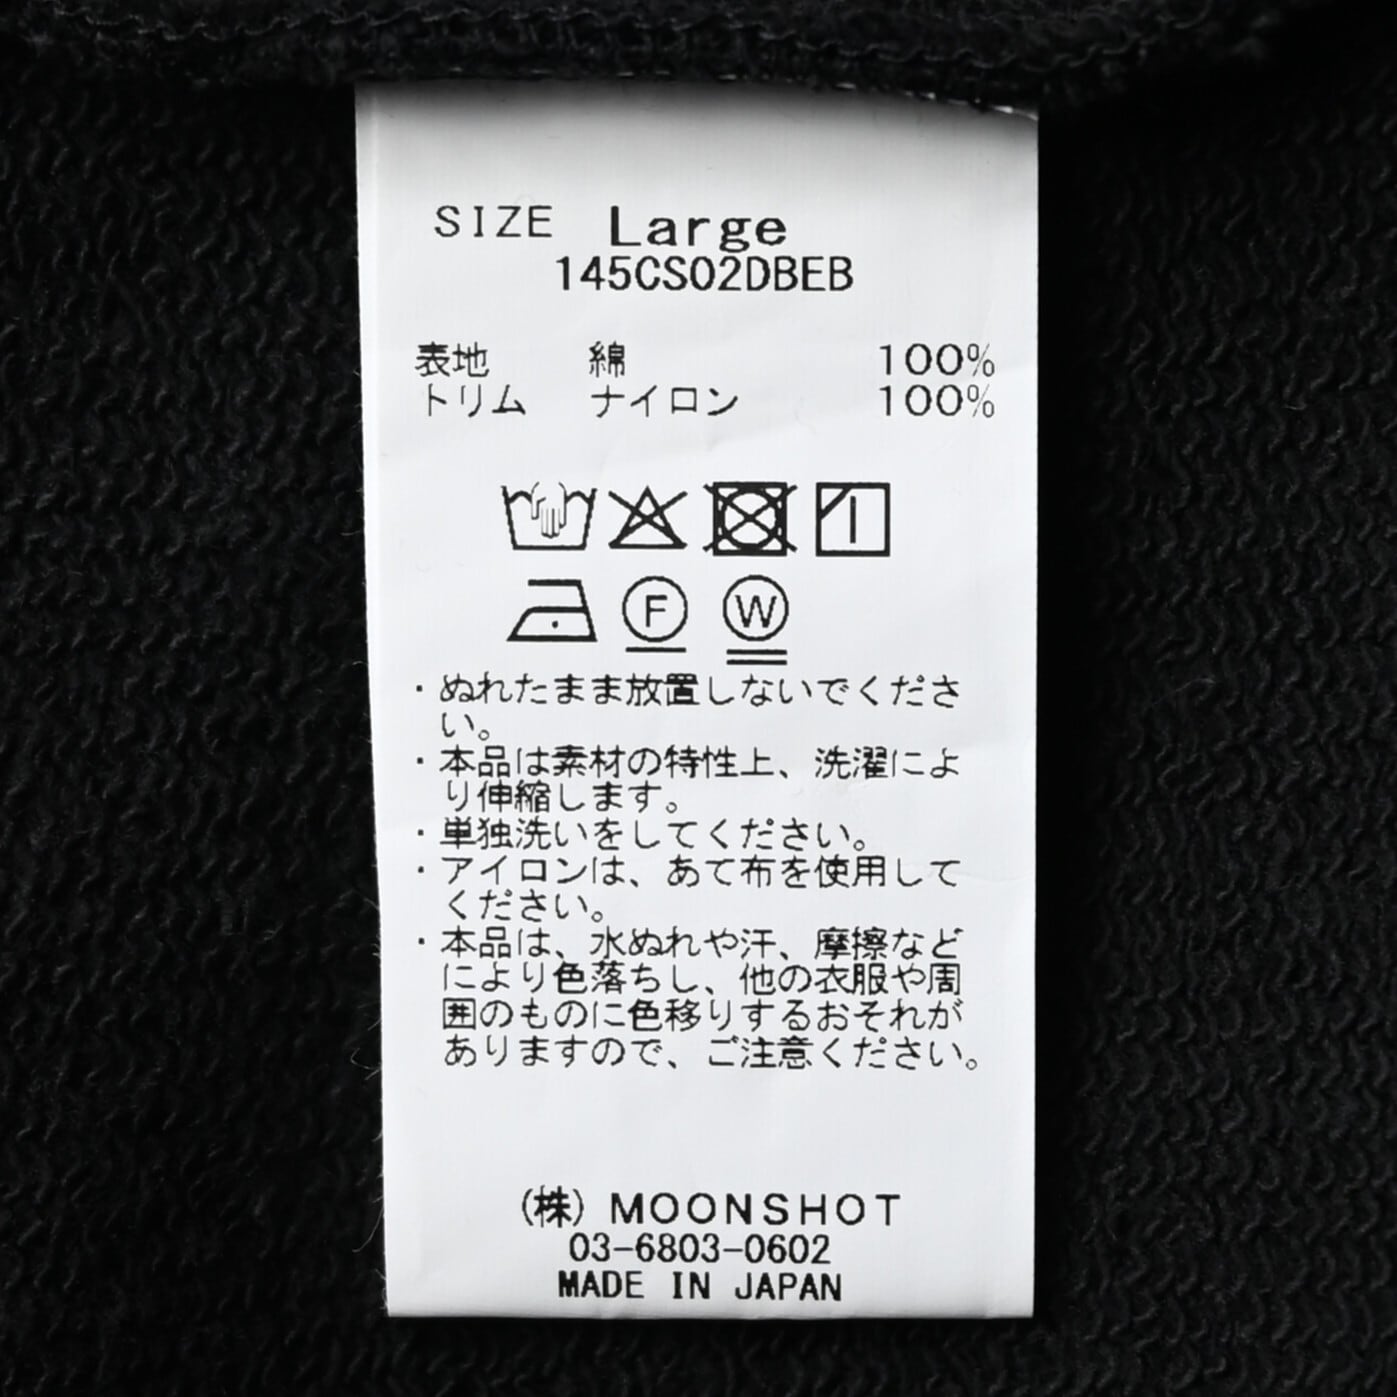 SIZE Large
145CS02DBEB
表地 綿 100%
トリム ナイロン 100%
F W
・ぬれたまま放置しないでくださ
い。
・本品は素材の特性上、洗濯によ
り伸縮します。
・単独洗いをしてください。
・アイロンは、あて布を使用して
ください。
・本品は、水ぬれや汗、摩擦など
により色落ちし、他の衣服や周
囲のものに色移りするおそれが
ありますので、ご注意ください。
(株) MOONSHOT
03-6803-0602
MADE IN JAPAN